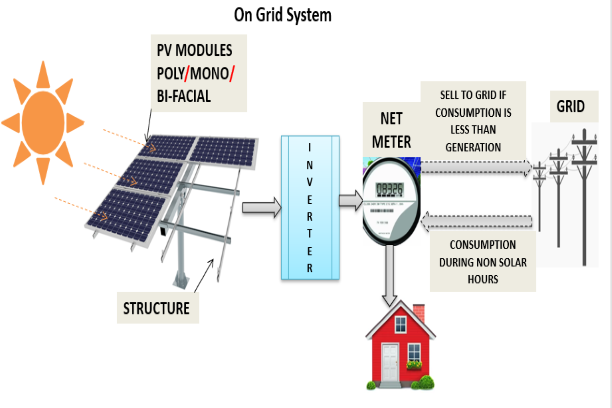 On Grid System
PV MODULES
POLY/MONO/
BI-FACIAL
SELL TO GRID IF
CONSUMPTION IS
LESS THAN
GENERATION
GRID
NET
METER
INVERTER
CONSUMPTION
DURING NON SOLAR
HOURS
STRUCTURE